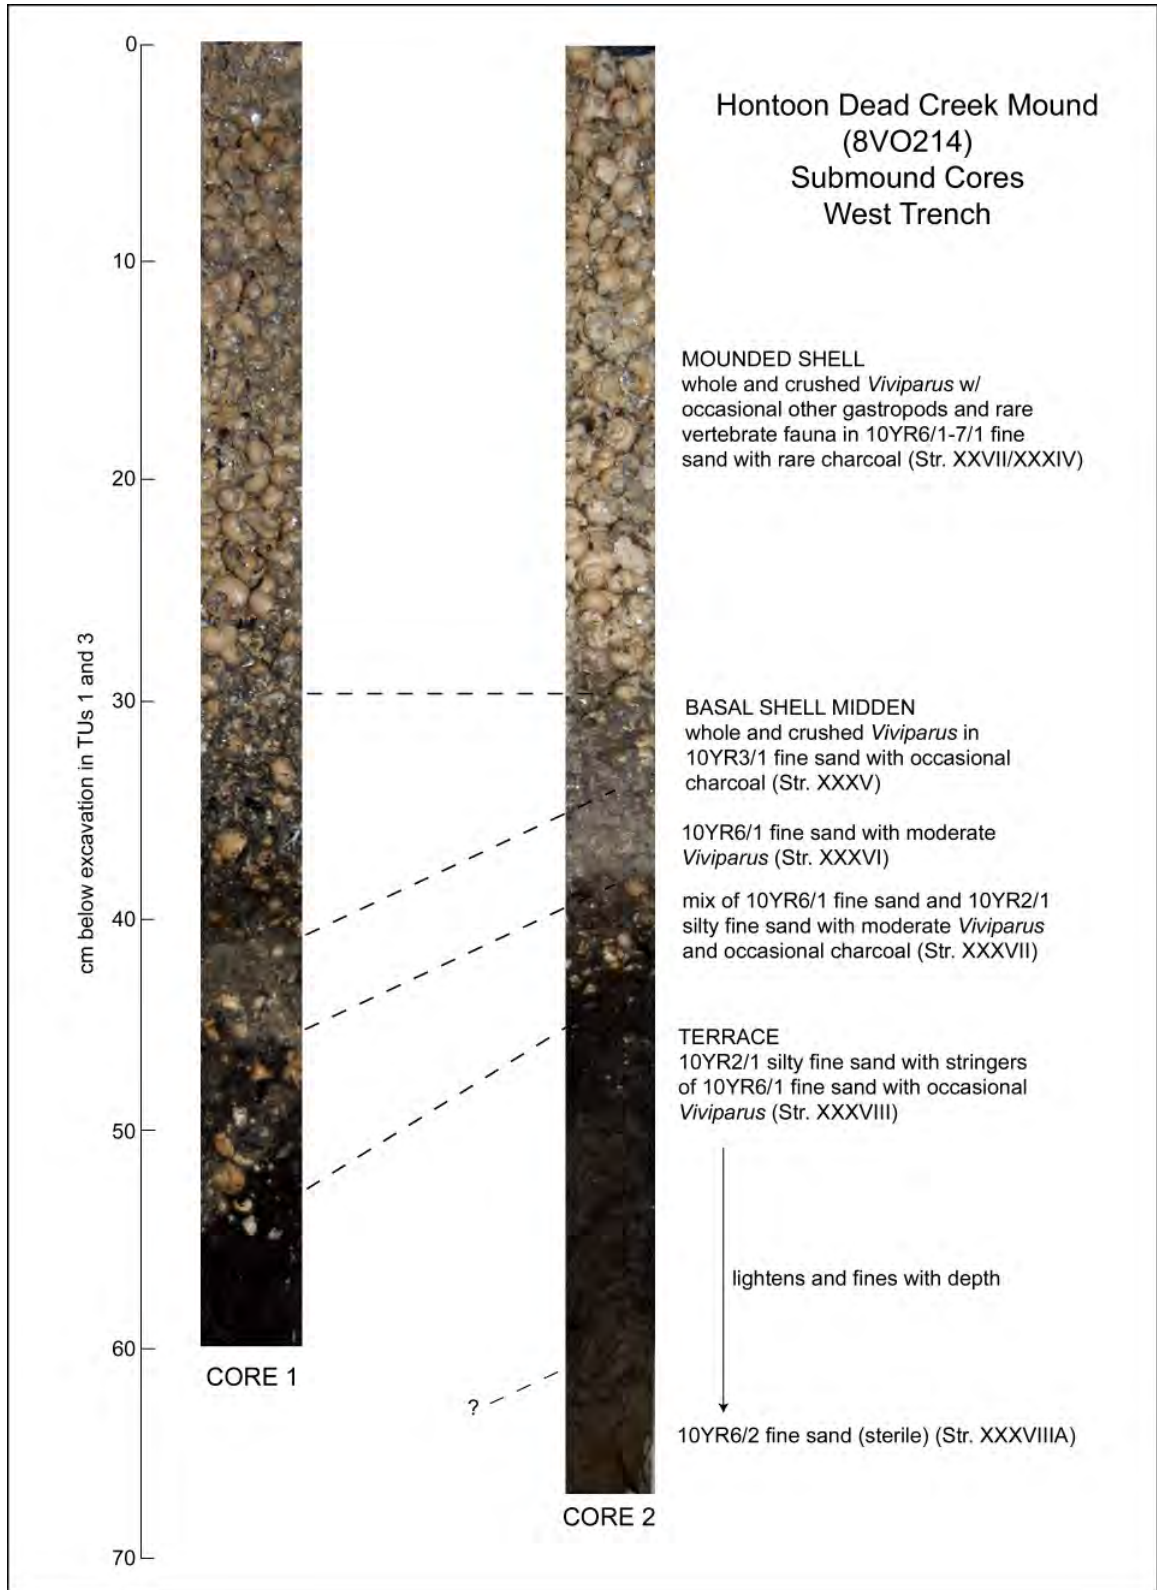 Hontoon Dead Creek Mound
(8VO214)
Submound Cores
West Trench
0
10
20
30
40
50
60
70
cm below excavation in TUs 1 and 3
MOUNDED SHELL
whole and crushed Viviparus w/
occasional other gastropods and rare
vertebrate fauna in 10YR6/1-7/1 fine
sand with rare charcoal (Str. XXVII/XXXIV)
BASAL SHELL MIDDEN
whole and crushed Viviparus in
10YR3/1 fine sand with occasional
charcoal (Str. XXXV)
10YR6/1 fine sand with moderate
Viviparus (Str. XXXVI)
mix of 10YR6/1 fine sand and 10YR2/1
silty fine sand with moderate Viviparus
and occasional charcoal (Str. XXXVII)
TERRACE
10YR2/1 silty fine sand with stringers
of 10YR6/1 fine sand with occasional
Viviparus (Str. XXXVIII)
lightens and fines with depth
10YR6/2 fine sand (sterile) (Str. XXXVIIIA)
?
CORE 1
CORE 2